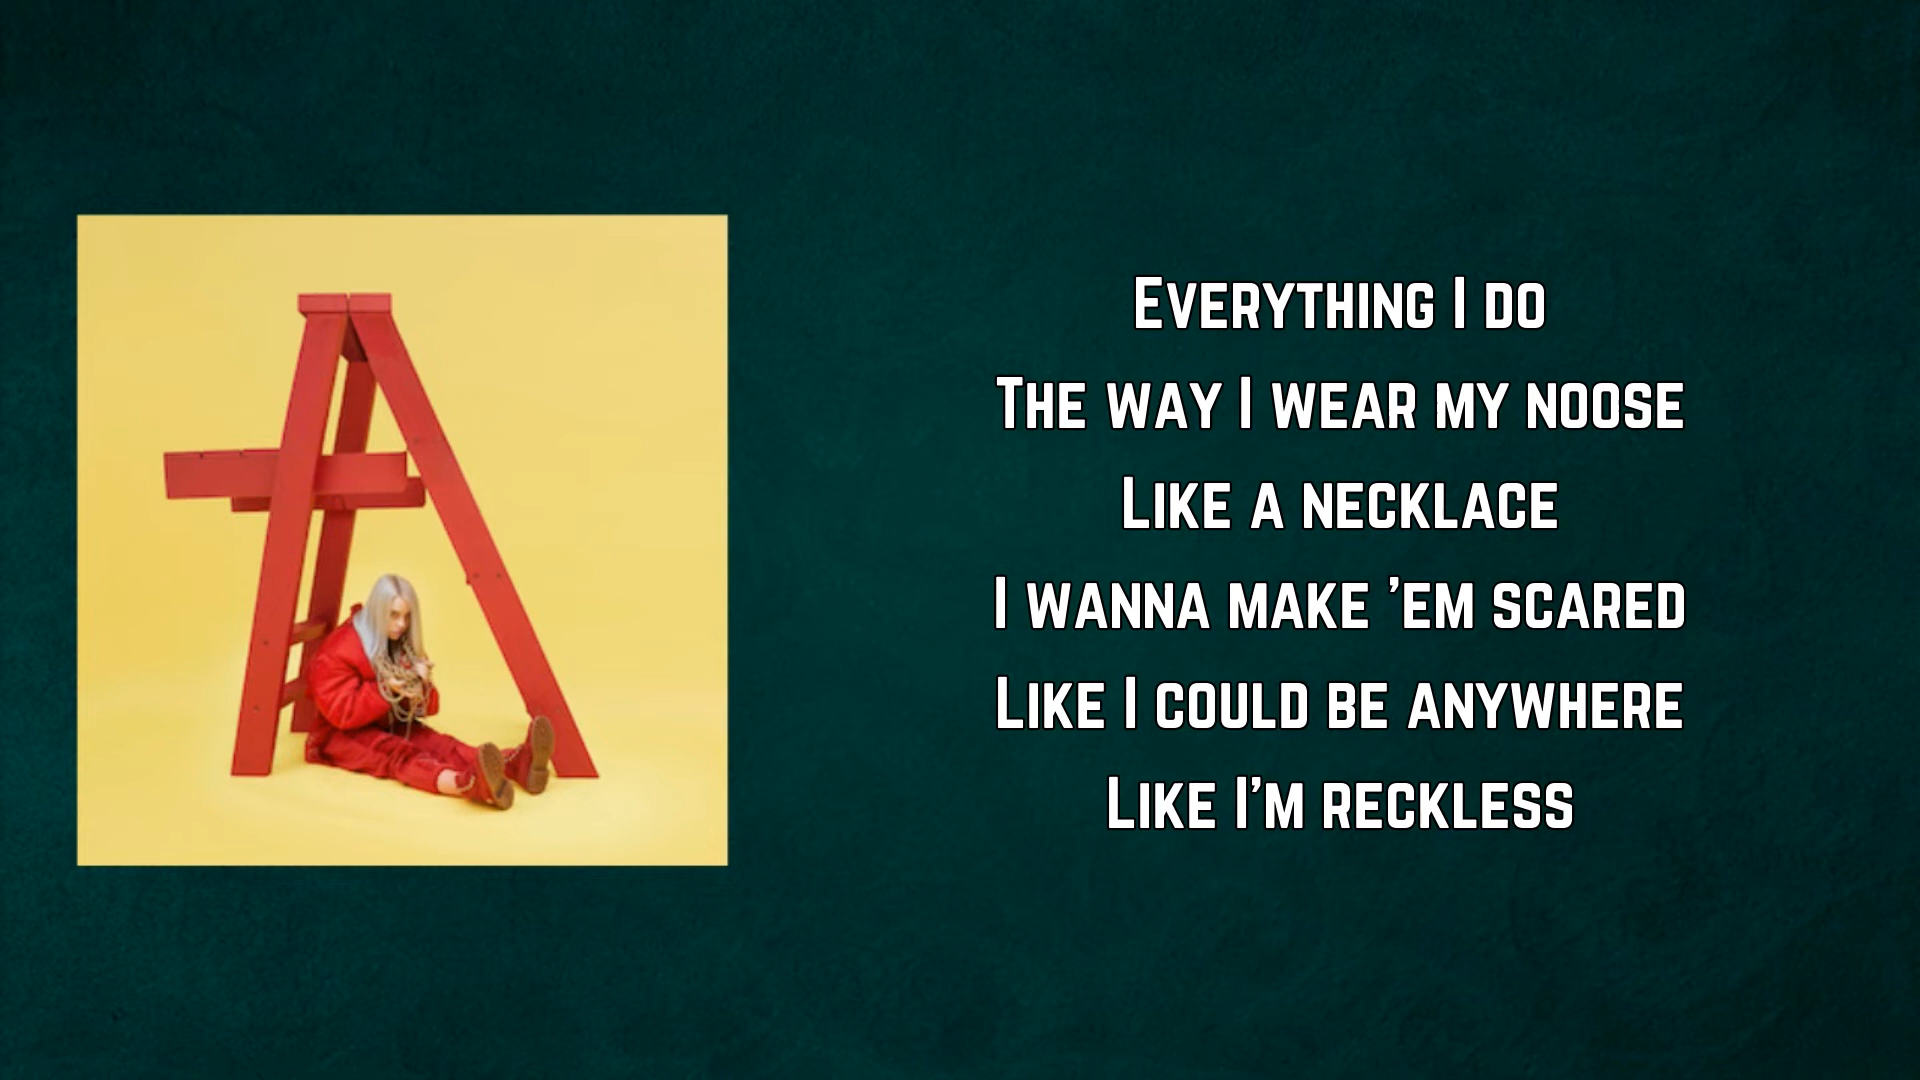 Everything I do
The way I wear my noose
Like a necklace
I wanna make 'em scared
Like I could be anywhere
Like I'm reckless